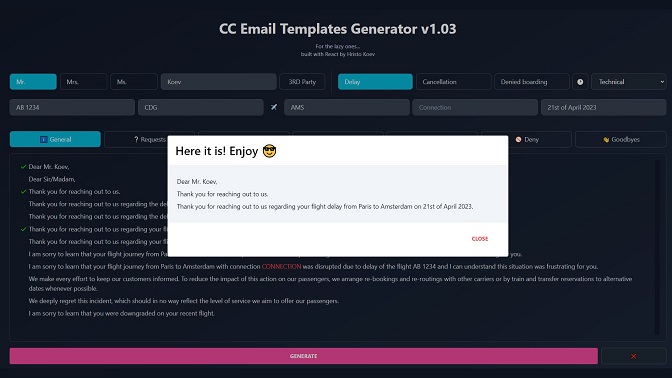 CC Email Templates Generator v1.03
For the lazy ones...
built with React by Hristo Koev
Mr. Mrs. Ms. Koev 3RD Party Delay Cancellation Denied boarding Technical
AB 1234 CDG AMS Connection 21st of April 2023
General ? Requests Deny Goodbyes
Here it is! Enjoy 😎
Dear Mr. Koev,
Thank you for reaching out to us.
Thank you for reaching out to us regarding your flight delay from Paris to Amsterdam on 21st of April 2023.
CLOSE
Dear Mr. Koev,
Dear Sir/Madam,
Thank you for reaching out to us.
Thank you for reaching out to us regarding the del
Thank you for reaching out to us regarding the del
Thank you for reaching out to us regarding your fl
Thank you for reaching out to us regarding your fl
I am sorry to learn that your flight journey from
I am sorry to learn that your flight journey from Paris to Amsterdam with connection CONNECTION was disrupted due to delay of the flight AB 1234 and I can understand this situation was frustrating for you.
We make every effort to keep our customers informed. To reduce the impact of this action on our passengers, we arrange re-bookings and re-routings with other carriers or by train and transfer reservations to alternative
dates whenever possible.
We deeply regret this incident, which should in no way reflect the level of service we aim to offer our passengers.
I am sorry to learn that you were downgraded on your recent flight.
GENERATE